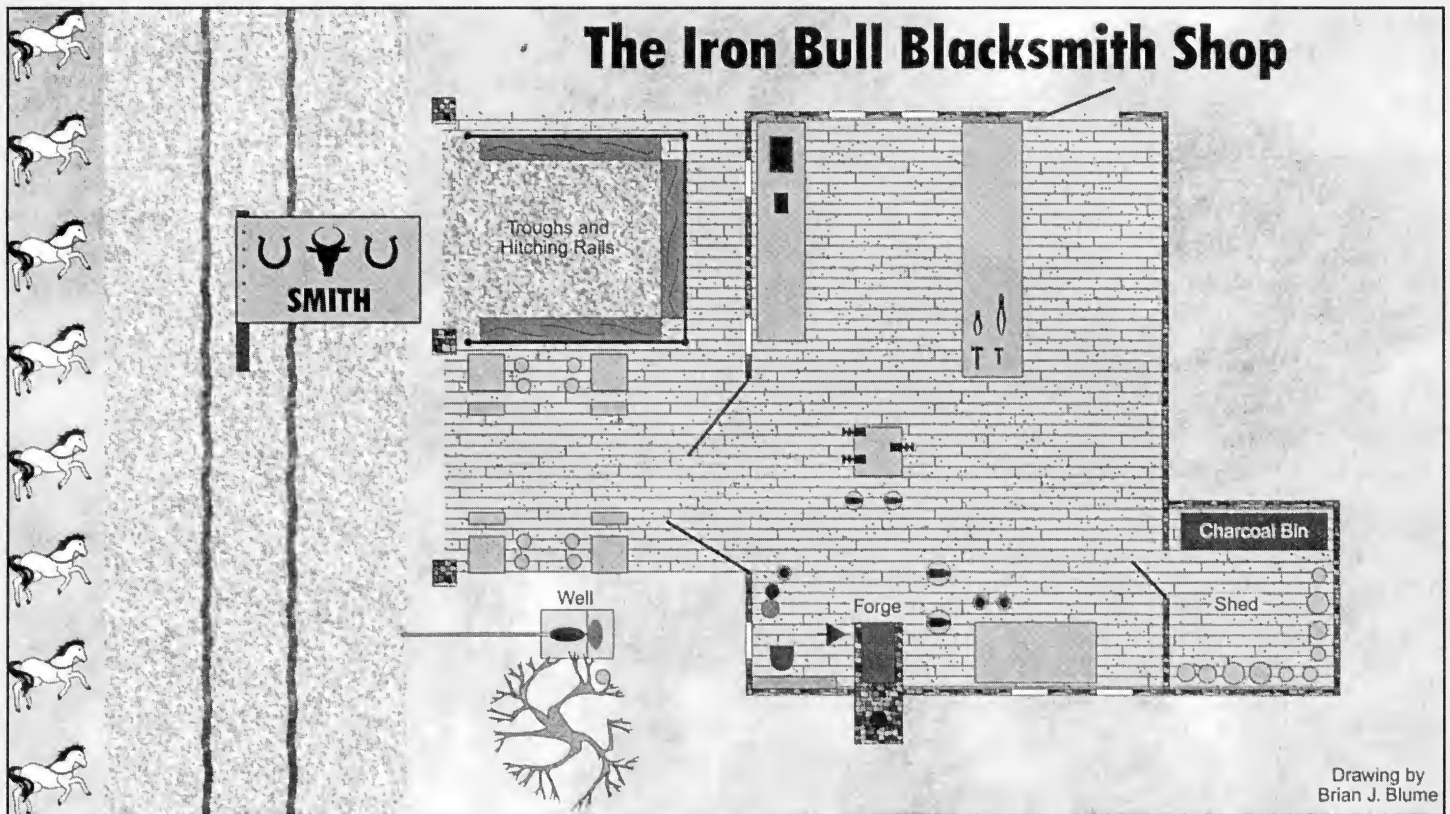 The Iron Bull Blacksmith Shop
Troughs and
Hitching Rails
SMITH
Charcoal Bin
Well
Forge
Shed
Drawing by
Brian J. Blume